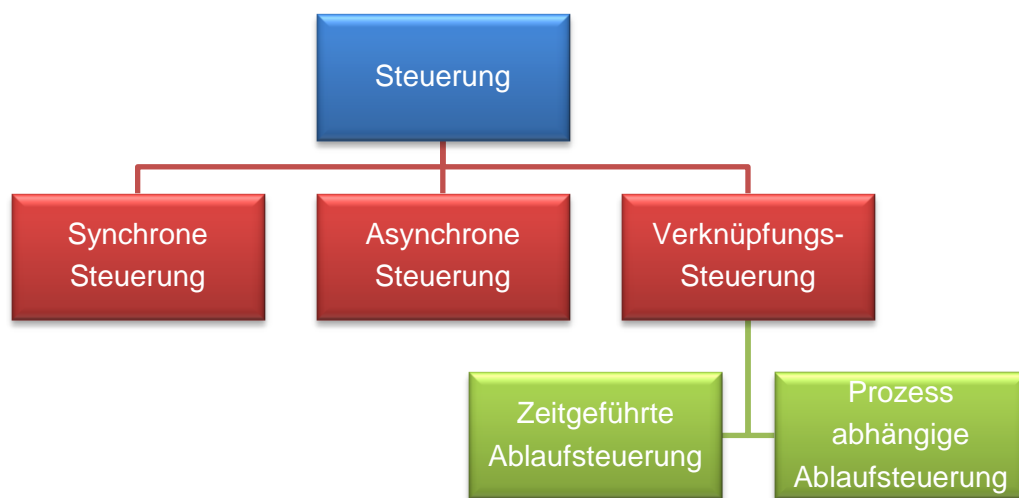 Steuerung
Synchrone
Steuerung
Asynchrone
Steuerung
Verknüpfungs-
Steuerung
Zeitgeführte
Ablaufsteuerung
Prozess
abhängige
Ablaufsteuerung